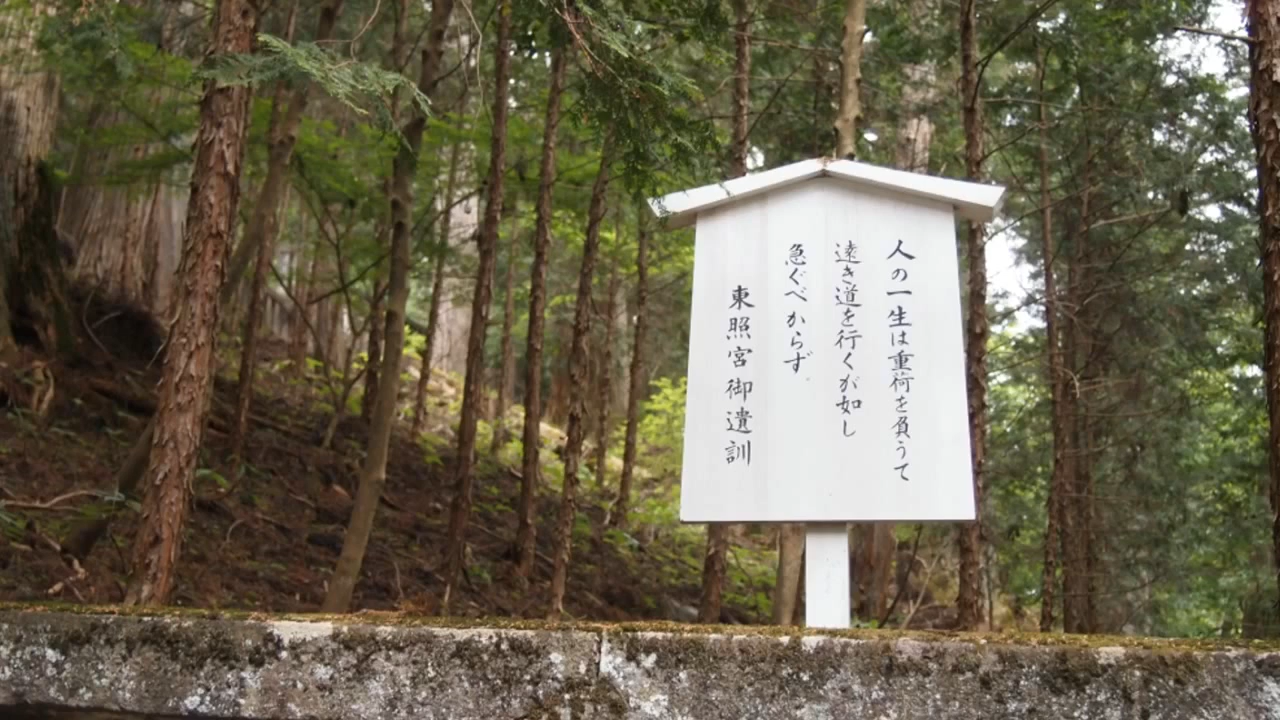 人の一生は重荷を負うて
遠き道を行くが如し
急ぐべからず
東照宮御遺訓